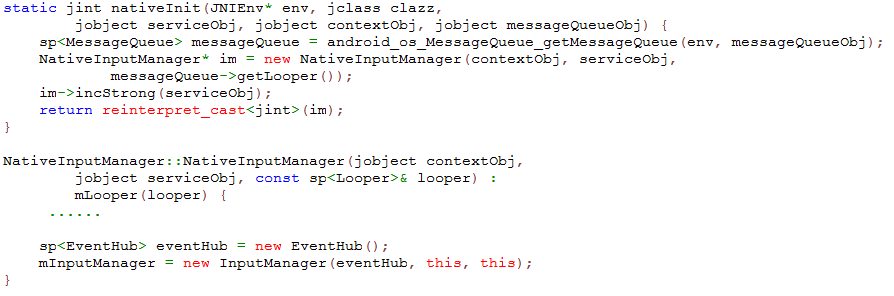 static jint nativeInit(JNIEnv* env, jclass clazz,
        jobject serviceObj, jobject contextObj, jobject messageQueueObj) {
    sp<MessageQueue> messageQueue = android_os_MessageQueue_getMessageQueue(env, messageQueueObj);
    NativeInputManager* im = new NativeInputManager(contextObj, serviceObj,
            messageQueue->getLooper());
    im->incStrong(serviceObj);
    return reinterpret_cast<jint>(im);
}

NativeInputManager::NativeInputManager(jobject contextObj,
        jobject serviceObj, const sp<Looper>& looper) :
        mLooper(looper) {
     ......

    sp<EventHub> eventHub = new EventHub();
    mInputManager = new InputManager(eventHub, this, this);
}